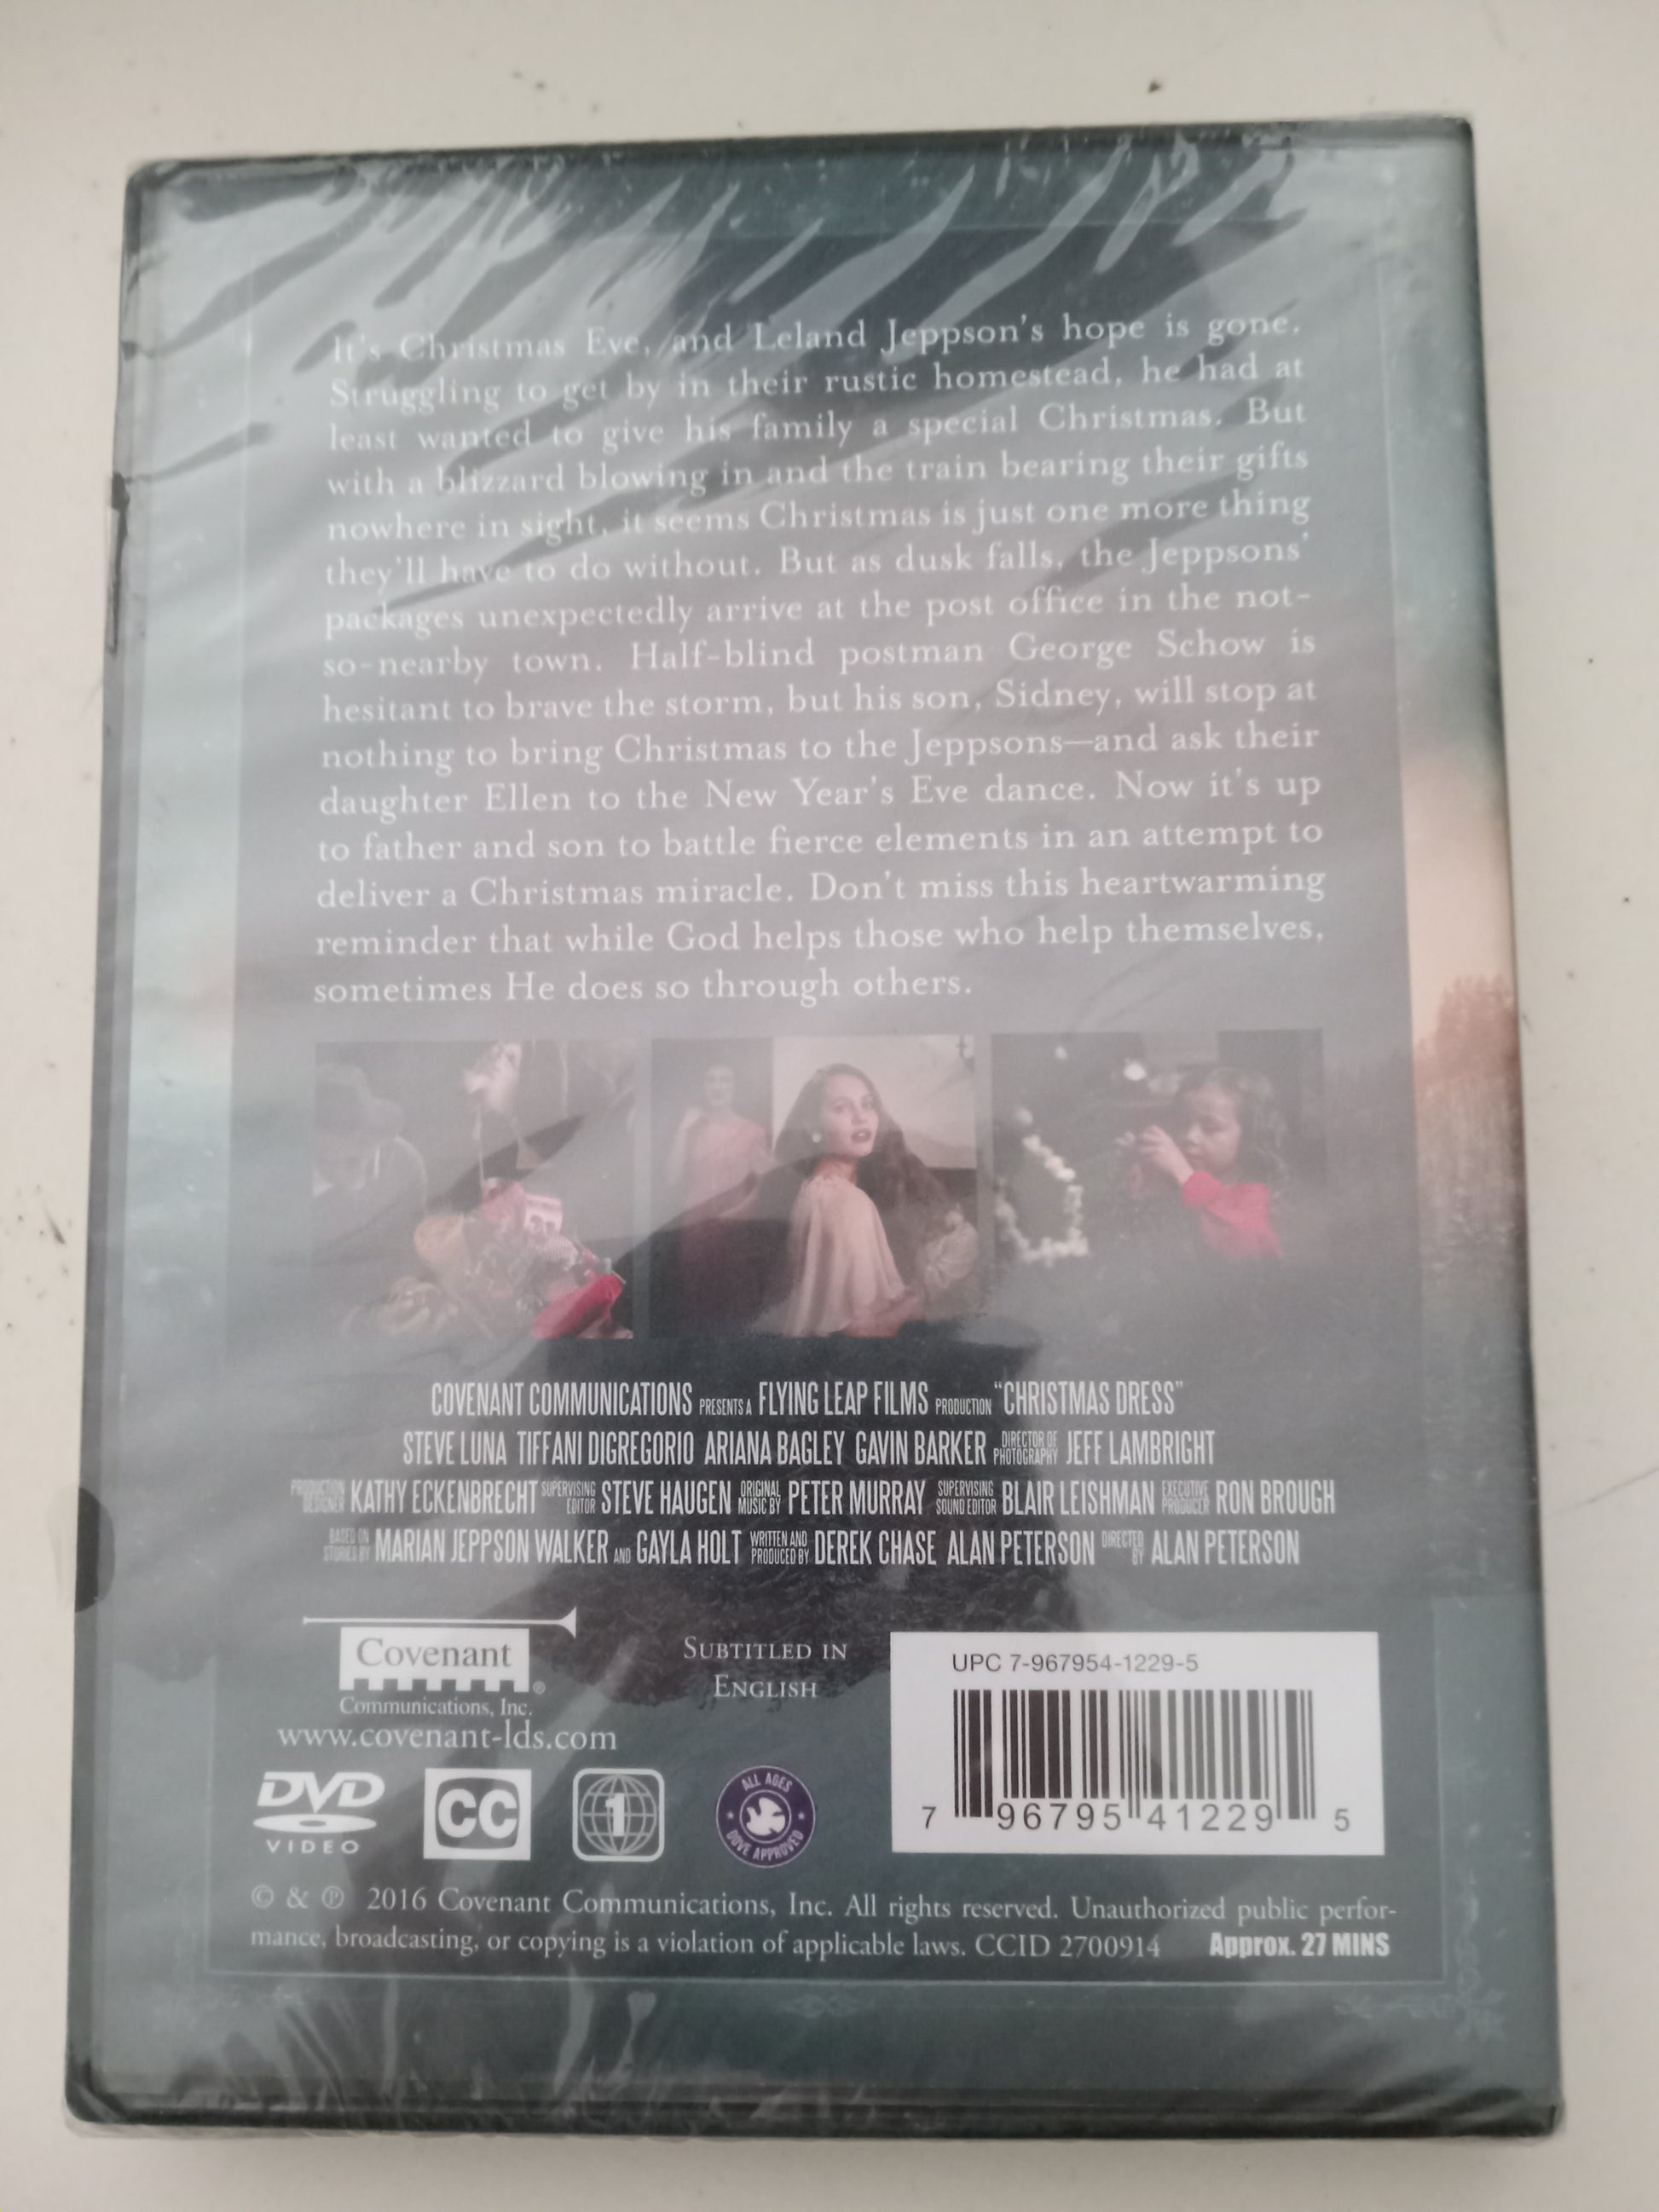 It's Christmas Eve, and Leland Jeppson's hope is gone.
Struggling to get by in their rustic homestead, he had at
least wanted to give his family a special Christmas. But
with a blizzard blowing in and the train bearing their gifts
nowhere in sight, it seems Christmas is just one more thing
they'll have to do without. But as dusk falls, the Jeppsons'
packages unexpectedly arrive at the post office in the not-
so-nearby town. Half-blind postman George Schow is
hesitant to brave the storm, but his son, Sidney, will stop at
nothing to bring Christmas to the Jeppsons—and ask their
daughter Ellen to the New Year's Eve dance. Now it's up
to father and son to battle fierce elements in an attempt to
deliver a Christmas miracle. Don't miss this heartwarming
reminder that while God helps those who help themselves,
sometimes He does so through others.
COVENANT COMMUNICATIONS PRESENTS A FLYING LEAP FILMS PRODUCTION "CHRISTMAS DRESS"
STEVE LUNA TIFFANI DIGREGORIO ARIANA BAGLEY GAVIN BARKER DIRECTOR OF PHOTOGRAPHY JEFF LAMBRIGHT
PRODUCTION DESIGNER KATHY ECKENBRECHT SUPERVISING EDITOR STEVE HAUGEN ORIGINAL MUSIC BY PETER MURRAY SUPERVISING SOUND EDITOR BLAIR LEISHMAN EXECUTIVE PRODUCER RON BROUGH
BASED ON STORIES BY MARIAN JEPPSON WALKER AND GAYLA HOLT WRITTEN AND PRODUCED BY DEREK CHASE ALAN PETERSON DIRECTED BY ALAN PETERSON
Covenant
Communications, Inc.
®
www.covenant-lds.com
SUBTITLED IN
ENGLISH
UPC 7-967954-1229-5
7 96795 41229 5
DVD
VIDEO
CC
1
ALL AGES
DOVE APPROVED
© & ℗ 2016 Covenant Communications, Inc. All rights reserved. Unauthorized public perfor-
mance, broadcasting, or copying is a violation of applicable laws. CCID 2700914 Approx. 27 MINS